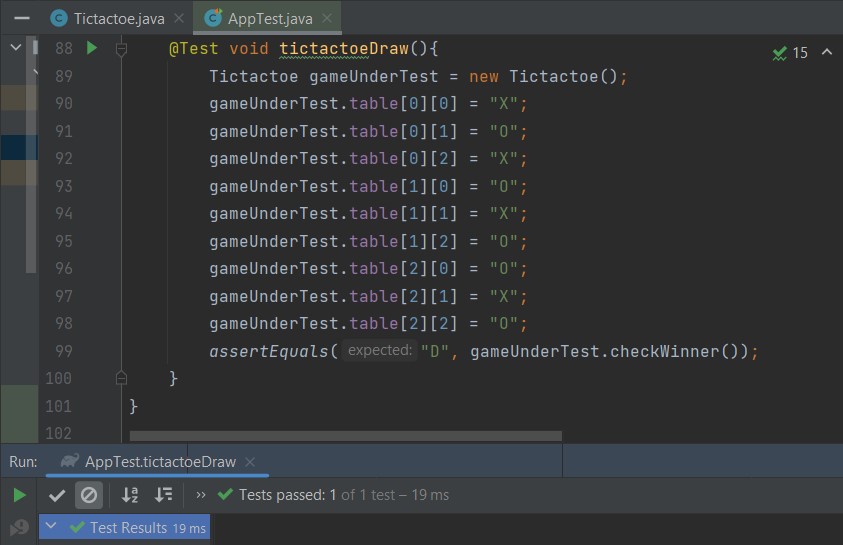 Tictactoe.java AppTest.java
88 @Test void tictactoeDraw(){ 15
89 Tictactoe gameUnderTest = new Tictactoe();
90 gameUnderTest.table[0][0] = "X";
91 gameUnderTest.table[0][1] = "O";
92 gameUnderTest.table[0][2] = "X";
93 gameUnderTest.table[1][0] = "O";
94 gameUnderTest.table[1][1] = "X";
95 gameUnderTest.table[1][2] = "O";
96 gameUnderTest.table[2][0] = "O";
97 gameUnderTest.table[2][1] = "X";
98 gameUnderTest.table[2][2] = "O";
99 assertEquals( expected: "D", gameUnderTest.checkWinner());
100 }
101 }
102
Run: AppTest.tictactoeDraw
Tests passed: 1 of 1 test – 19 ms
Test Results 19 ms